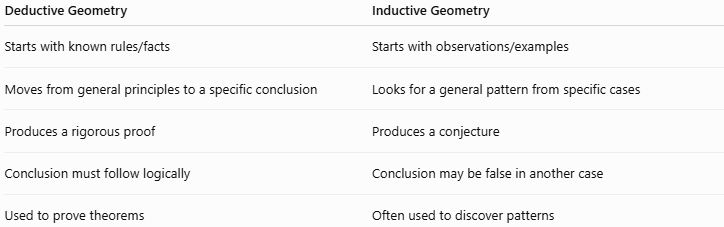 Deductive Geometry Inductive Geometry
Starts with known rules/facts Starts with observations/examples
Moves from general principles to a specific conclusion Looks for a general pattern from specific cases
Produces a rigorous proof Produces a conjecture
Conclusion must follow logically Conclusion may be false in another case
Used to prove theorems Often used to discover patterns